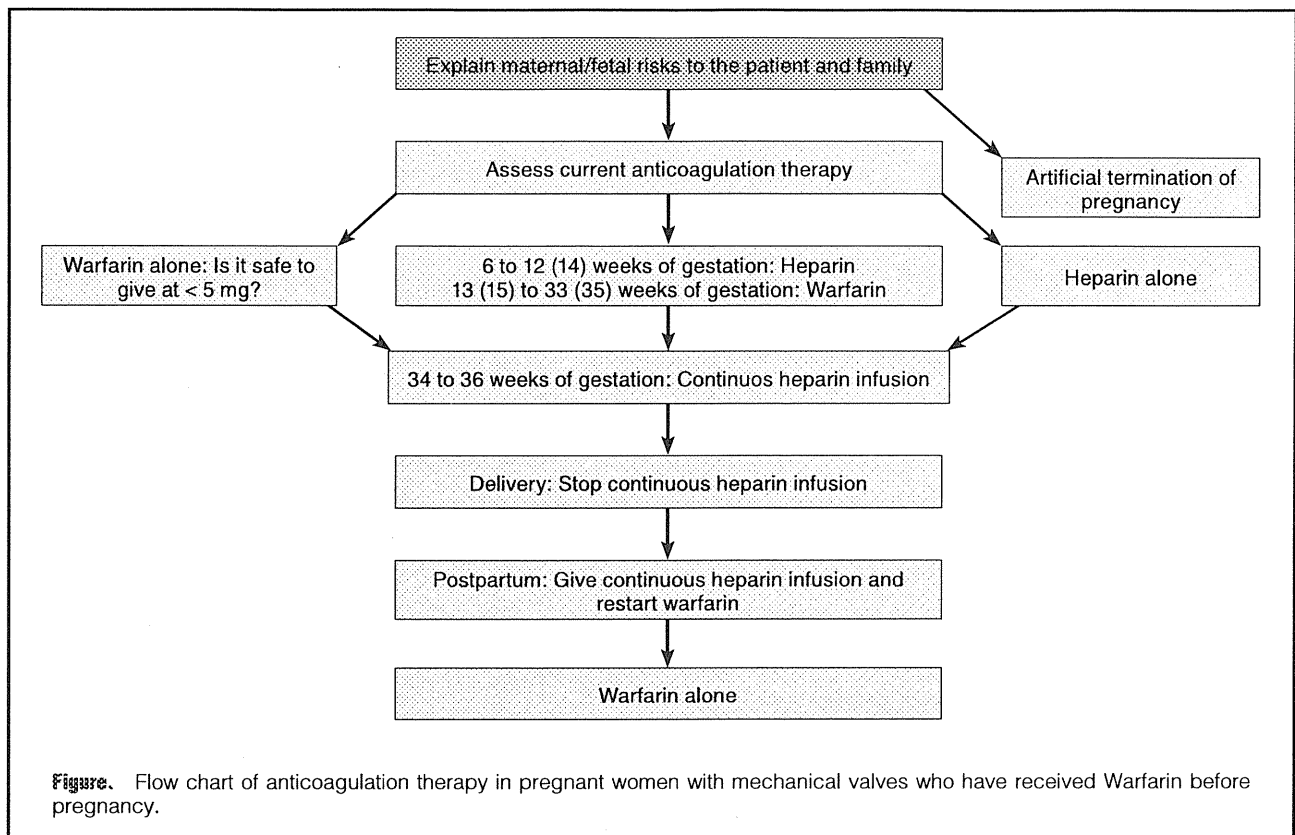 Explain maternal/fetal risks to the patient and family
Assess current anticoagulation therapy
Artificial termination of
pregnancy
Warfarin alone: Is it safe to
give at < 5 mg?
6 to 12 (14) weeks of gestation: Heparin
13 (15) to 33 (35) weeks of gestation: Warfarin
Heparin alone
34 to 36 weeks of gestation: Continuos heparin infusion
Delivery: Stop continuous heparin infusion
Postpartum: Give continuous heparin infusion and
restart warfarin
Warfarin alone
Figure. Flow chart of anticoagulation therapy in pregnant women with mechanical valves who have received Warfarin before
pregnancy.